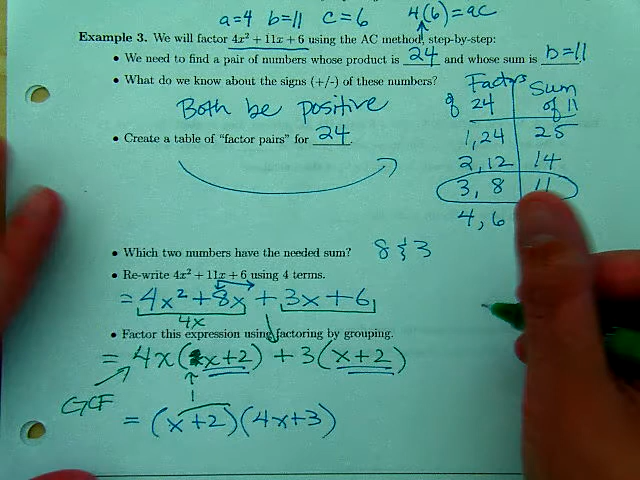 a=4 b=11 c=6 4(6)=ac
Example 3. We will factor 4x² + 11x + 6 using the AC method, step-by-step:
• We need to find a pair of numbers whose product is 24 and whose sum is b=11.
• What do we know about the signs (+/-) of these numbers?
Both be positive
Factors of 24 | Sum of 11
1, 24 | 25
2, 12 | 14
3, 8 | 11
4, 6
• Create a table of "factor pairs" for 24.
• Which two numbers have the needed sum? 8 & 3
• Re-write 4x² + 11x + 6 using 4 terms.
= 4x² + 8x + 3x + 6
4x
• Factor this expression using factoring by grouping.
= 4x(x+2) + 3(x+2)
GCF
= (x+2)(4x+3)